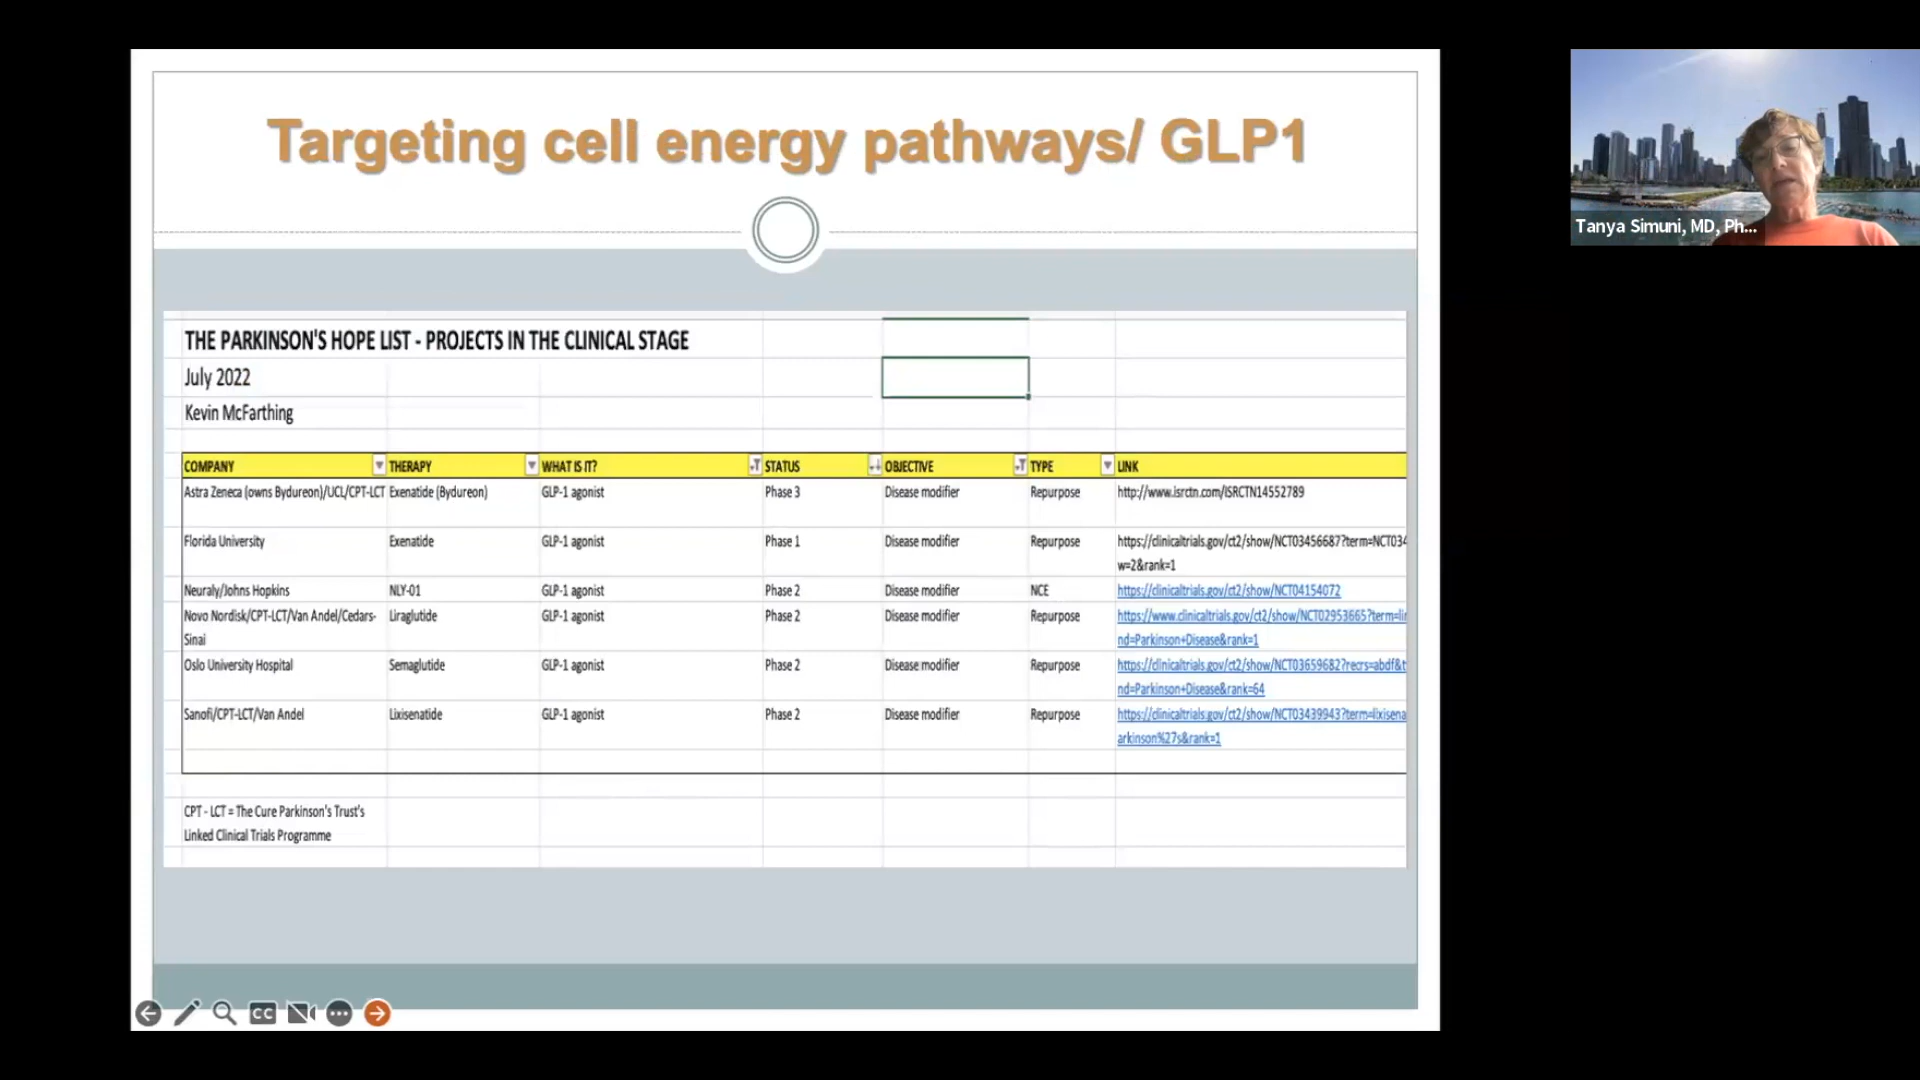 Targeting cell energy pathways/ GLP1
Tanya Simuni, MD, Ph...
THE PARKINSON'S HOPE LIST - PROJECTS IN THE CLINICAL STAGE
July 2022
Kevin McFarthing
COMPANY THERAPY WHAT IS IT? STATUS OBJECTIVE TYPE LINK
Astra Zeneca (owns Bydureon)/UCL/CPT-LCT Exenatide (Bydureon) GLP-1 agonist Phase 3 Disease modifier Repurpose http://www.isrctn.com/ISRCTN14552789
Florida University Exenatide GLP-1 agonist Phase 1 Disease modifier Repurpose https://clinicaltrials.gov/ct2/show/NCT03456687?term=NCT034
w=2&rank=1
Neuraly/Johns Hopkins NLY-01 GLP-1 agonist Phase 2 Disease modifier NCE https://clinicaltrials.gov/ct2/show/NCT04154072
Novo Nordisk/CPT-LCT/Van Andel/Cedars- Liraglutide GLP-1 agonist Phase 2 Disease modifier Repurpose https://www.clinicaltrials.gov/ct2/show/NCT02953665?term=lir
Sinai nd=Parkinson+Disease&rank=1
Oslo University Hospital Semaglutide GLP-1 agonist Phase 2 Disease modifier Repurpose https://clinicaltrials.gov/ct2/show/NCT03659682?recrs=abdf&t
nd=Parkinson+Disease&rank=64
Sanofi/CPT-LCT/Van Andel Lixisenatide GLP-1 agonist Phase 2 Disease modifier Repurpose https://clinicaltrials.gov/ct2/show/NCT03439943?term=lixisena
arkinson%27s&rank=1
CPT - LCT = The Cure Parkinson's Trust's
Linked Clinical Trials Programme
CC